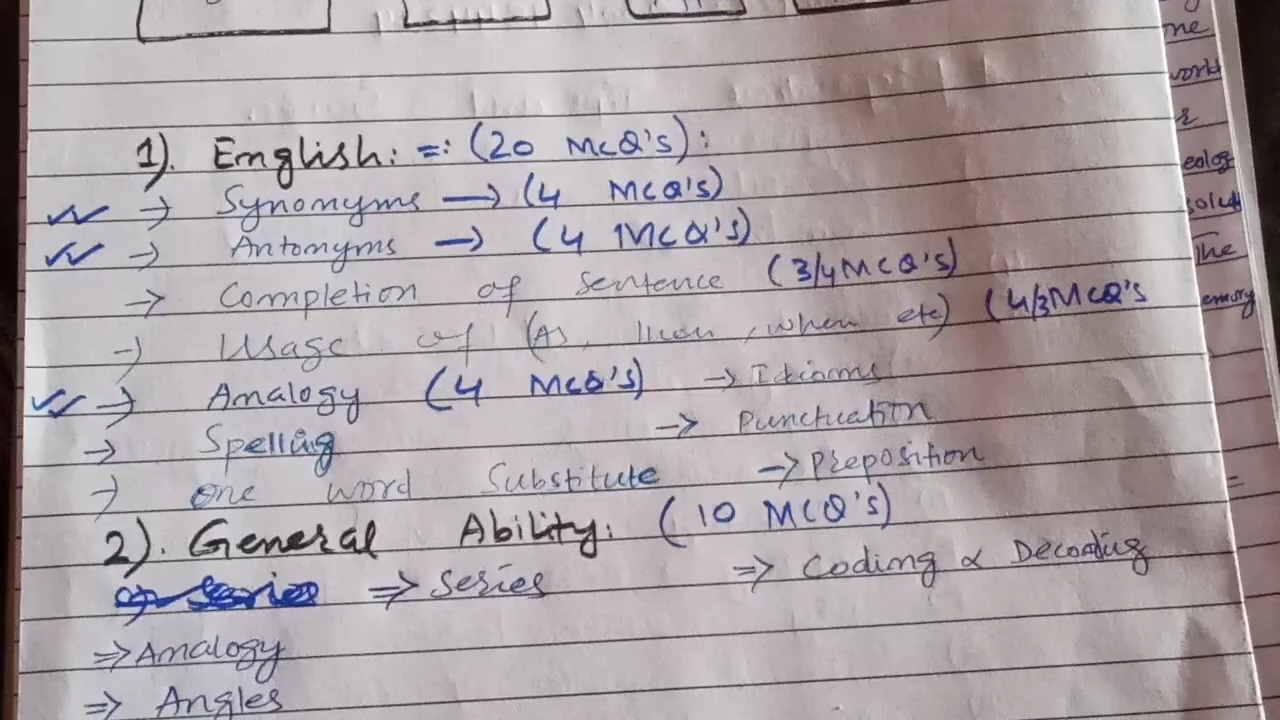 1). English: =: (20 McQ's):
→ Synonyms → (4 McQ's)
→ Antonyms → (4 McQ's)
→ Completion of sentence (3/4 McQ's)
→ Usage of (As, , when etc) (4/3 McQ's
→ Analogy (4 McQ's) → Idioms
→ Spelling → Punctuation
→ One word Substitute → Preposition
2). General Ability: (10 MCQ's)
⇒ Series ⇒ Coding & Decoding
⇒ Analogy
⇒ Angles